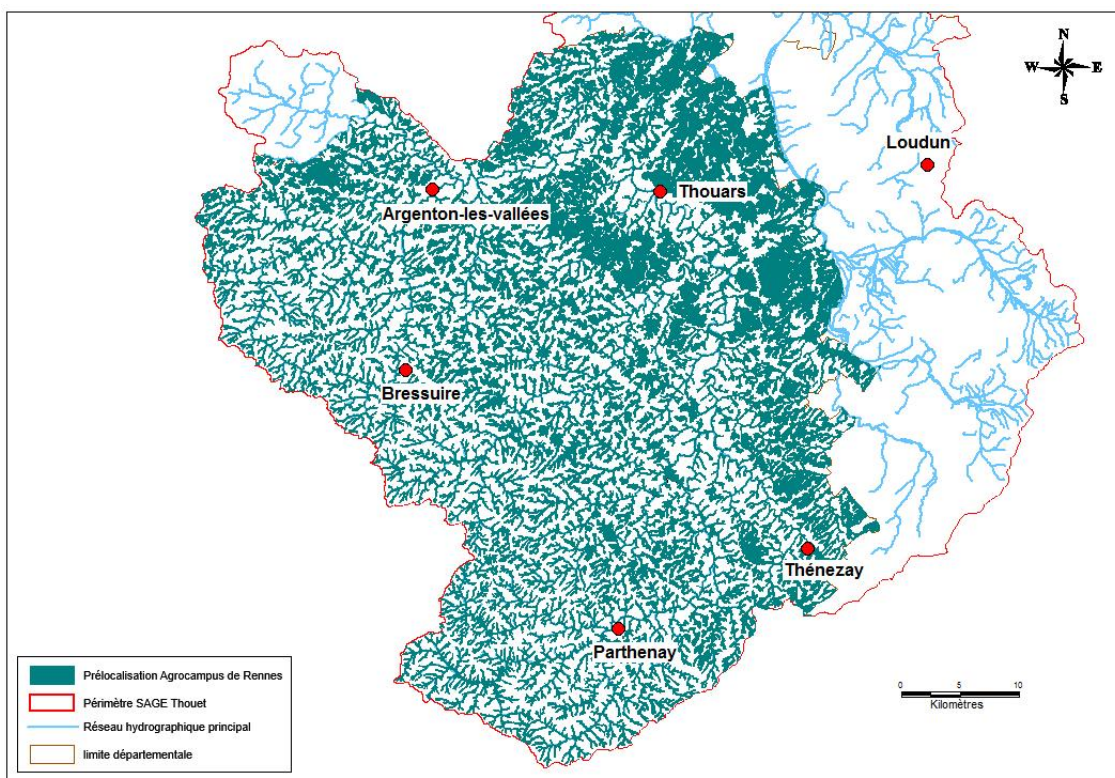 N
W E
S
Loudun
Thouars
Argenton-les-vallées
Bressuire
Thénezay
Parthenay
Prélocalisation Agrocampus de Rennes
Périmètre SAGE Thouet
Réseau hydrographique principal
limite départementale
0 5 10
Kilomètres